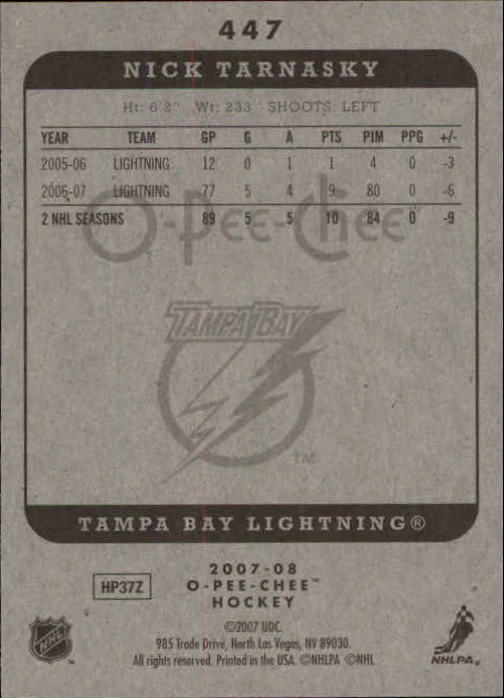 447
NICK TARNASKY
Ht: 6'2" Wt: 233 SHOOTS: LEFT
YEAR TEAM GP G A PTS PIM PPG +/-
2005-06 LIGHTNING 12 0 1 1 4 0 -3
2006-07 LIGHTNING 77 5 4 9 80 0 -6
2 NHL SEASONS 89 5 5 10 84 0 -9
O-Pee-Chee
TAMPA BAY
TM
TAMPA BAY LIGHTNING®
2007-08
HP37Z O-PEE-CHEE™
HOCKEY
©2007 UDC.
985 Trade Drive, North Las Vegas, NV 89030.
All rights reserved. Printed in the USA. ©NHLPA ©NHL
NHL
NHLPA